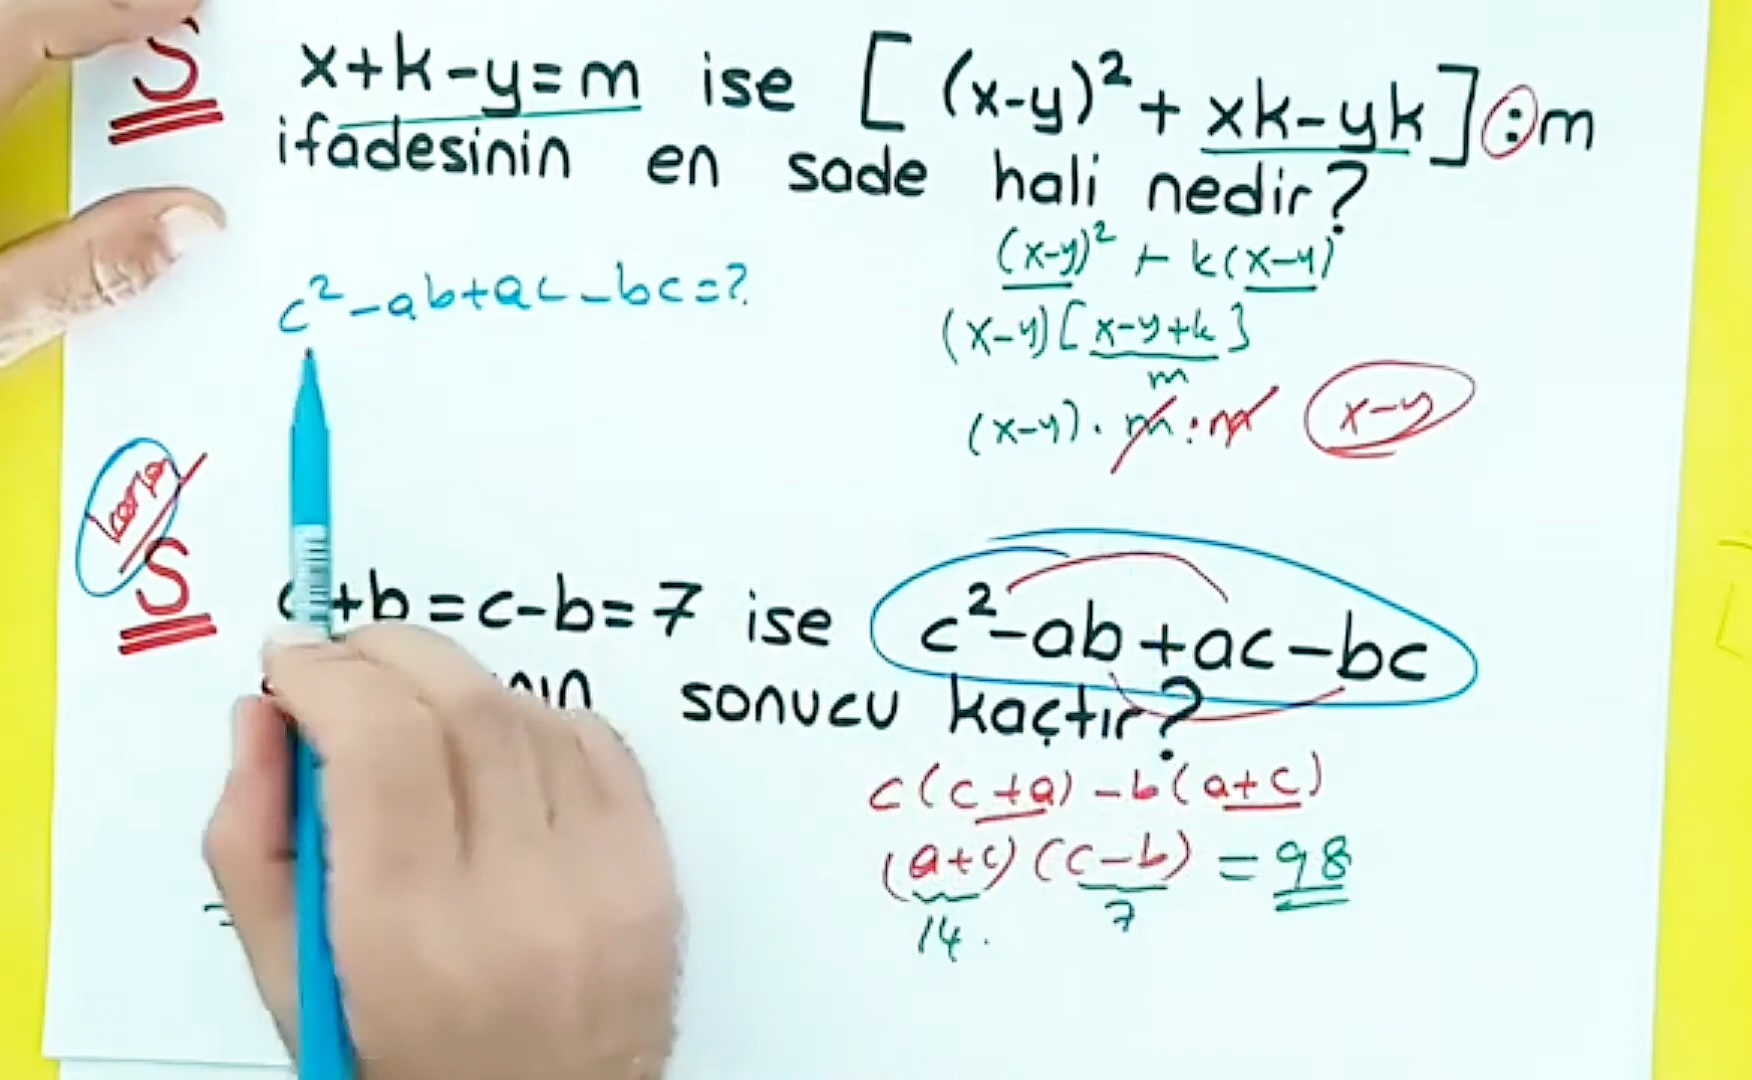 S x+k-y=m ise [(x-y)²+xk-yk]:m
ifadesinin en sade hali nedir?
(x-y)² + k(x-y)
(x-y)[x-y+k]
m
(x-y).m:m x-y
c²-ab+ac-bc=?
S +b=c-b=7 ise c²-ab+ac-bc
sonucu kaçtır?
c(c+a)-b(a+c)
(a+c)(c-b) = 98
14. 7